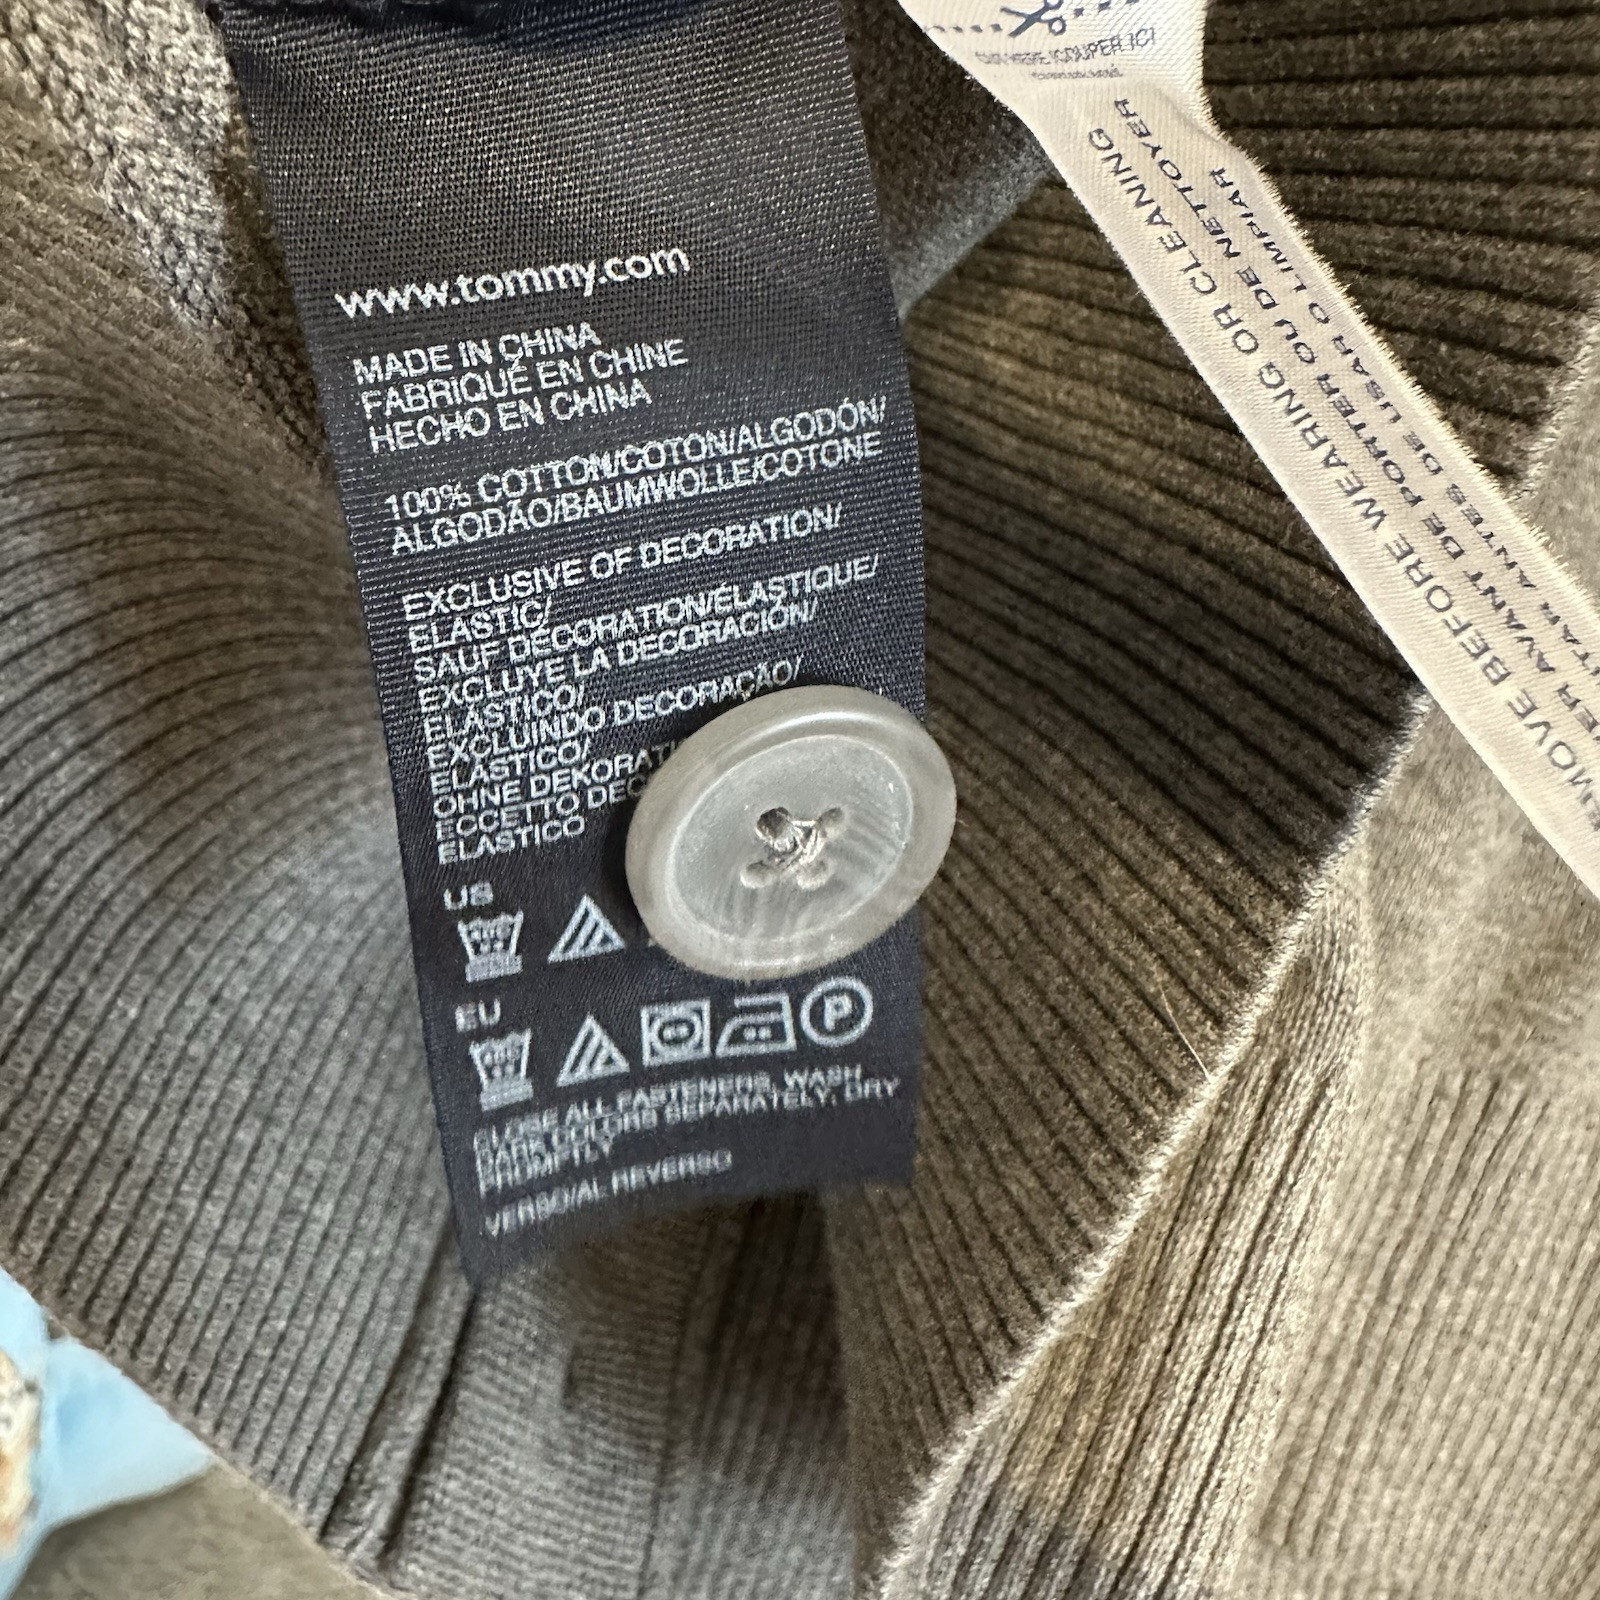 www.tommy.com
MADE IN CHINA
FABRIQUÉ EN CHINE
HECHO EN CHINA
100% COTTON/COTON/ALGODÓN/
ALGODÃO/BAUMWOLLE/COTONE
EXCLUSIVE OF DECORATION/
ELASTIC/
SAUF DÉCORATION/ÉLASTIQUE/
EXCLUYE LA DECORACIÓN/
ELÁSTICO/
EXCLUINDO DECORAÇÃO/
ELÁSTICO/
OHNE DEKORATI
ECCETTO DEC
ELASTICO
US
EU
P
CLOSE ALL FASTENERS, WASH
DARK COLORS SEPARATELY, DRY
PROMPTLY
VERSO/AL REVERSO
COUPER ICI
BEFORE WEARING OR CLEANING
AVANT DE PORTER OU DE NETTOYER
ANTES DE USAR O LIMPIAR